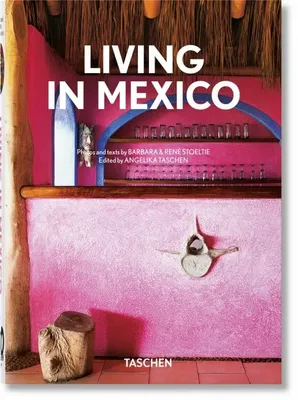 LIVING
IN MEXICO
Photos and texts by BARBARA & RENÉ STOELTIE
Edited by ANGELIKA TASCHEN
TASCHEN